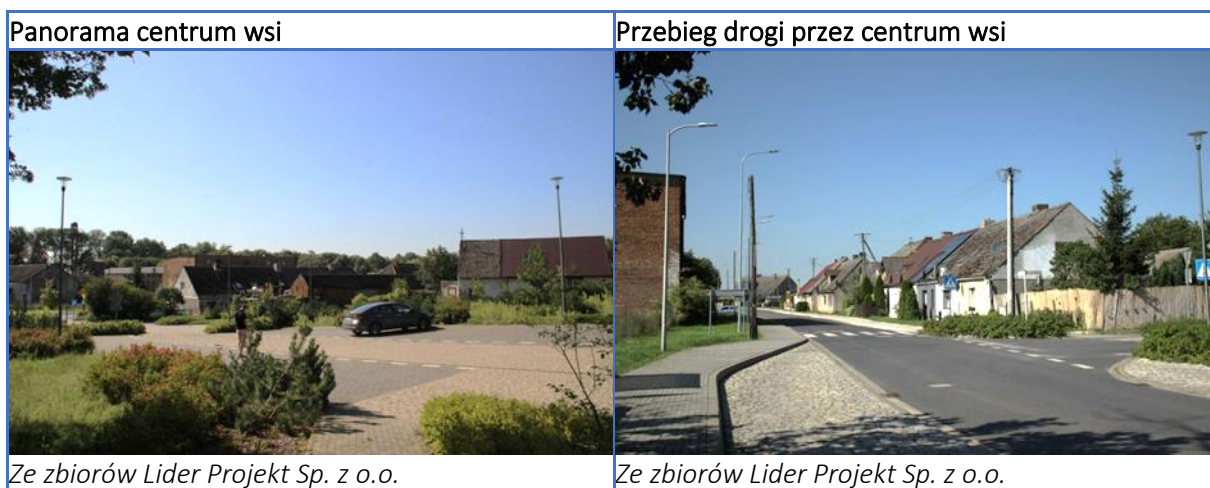 Panorama centrum wsi
Przebieg drogi przez centrum wsi
Ze zbiorów Lider Projekt Sp. z o.o.
Ze zbiorów Lider Projekt Sp. z o.o.